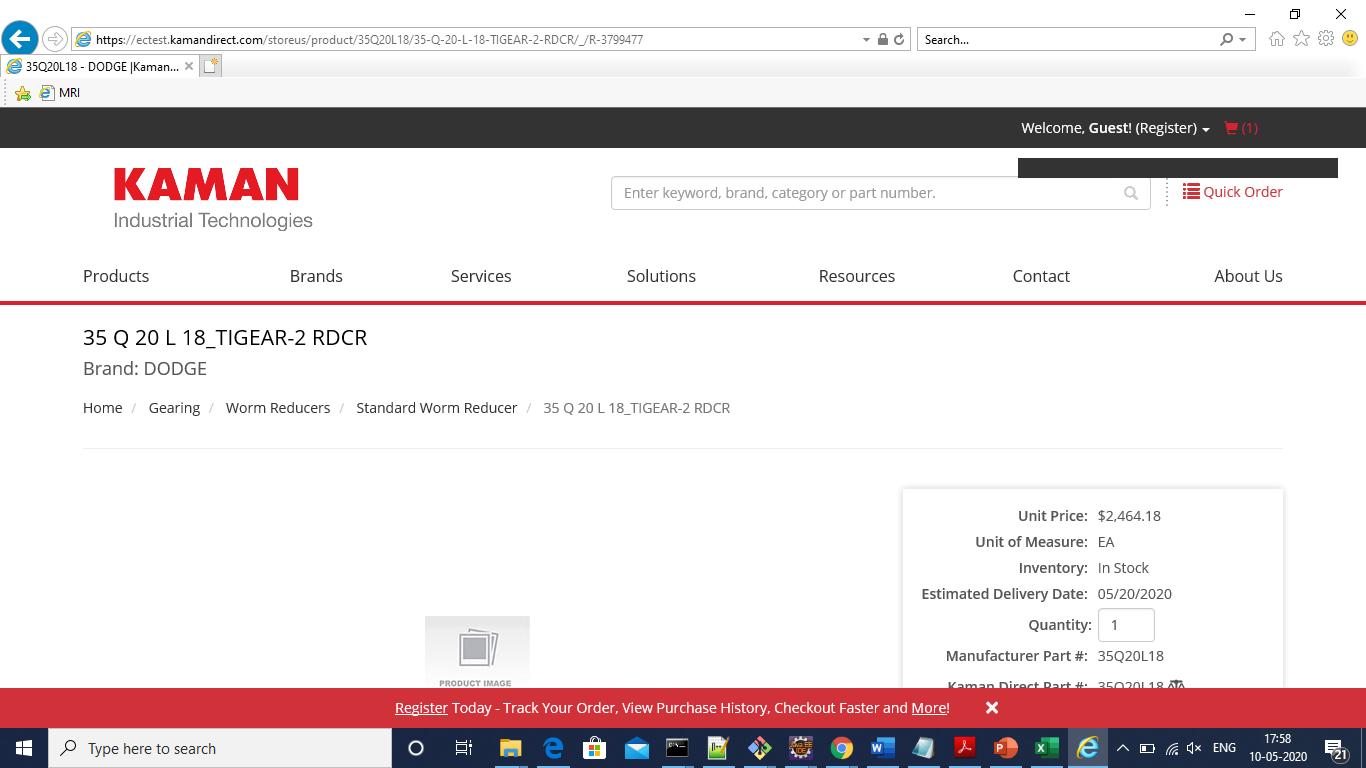 https://ectest.kamandirect.com/storeus/product/35Q20L18/35-Q-20-L-18-TIGEAR-2-RDCR/_/R-3799477
Search...
35Q20L18 - DODGE |Kaman...
MRI
Welcome, Guest! (Register)
(1)
KAMAN
Industrial Technologies
Enter keyword, brand, category or part number.
Quick Order
Products Brands Services Solutions Resources Contact About Us
35 Q 20 L 18_TIGEAR-2 RDCR
Brand: DODGE
Home / Gearing / Worm Reducers / Standard Worm Reducer / 35 Q 20 L 18_TIGEAR-2 RDCR
Unit Price: $2,464.18
Unit of Measure: EA
Inventory: In Stock
Estimated Delivery Date: 05/20/2020
Quantity: 1
Manufacturer Part #: 35Q20L18
Kaman Direct Part #: 35Q20L18
PRODUCT IMAGE
Register Today - Track Your Order, View Purchase History, Checkout Faster and More!
Type here to search
ENG
17:58
10-05-2020
21